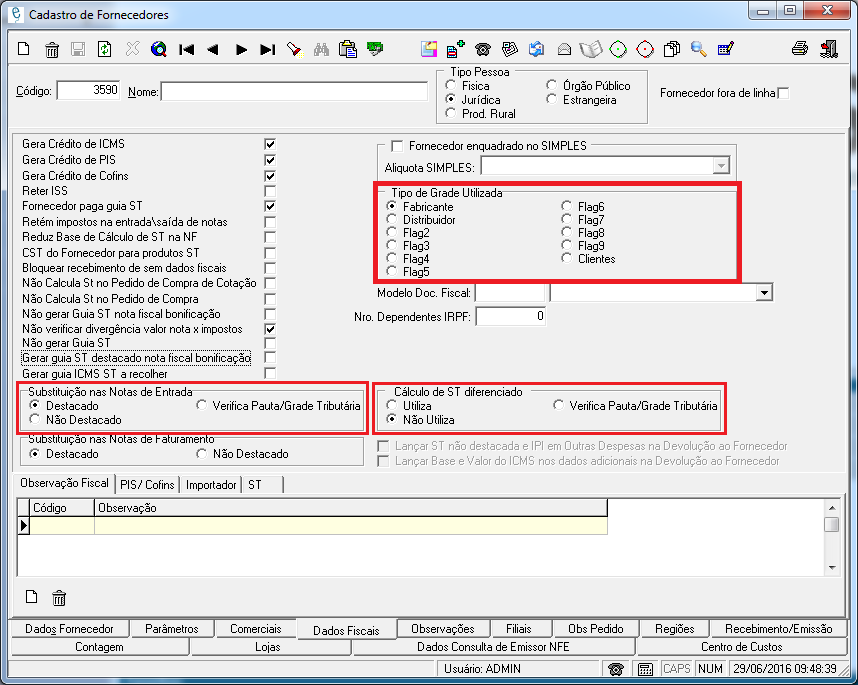 Cadastro de Fornecedores
Código: 3590 Nome:
Tipo Pessoa
Física
Jurídica
Prod. Rural
Órgão Público
Estrangeira
Fornecedor fora de linha
Gera Crédito de ICMS
Gera Crédito de PIS
Gera Crédito de Cofins
Reter ISS
Fornecedor paga guia ST
Retém impostos na entrada\saída de notas
Reduz Base de Cálculo de ST na NF
CST do Fornecedor para produtos ST
Bloquear recebimento de sem dados fiscais
Não Calcula St no Pedido de Compra de Cotação
Não Calcula St no Pedido de Compra
Não gerar Guia ST nota fiscal bonificação
Não verificar divergência valor nota x impostos
Não gerar Guia ST
Gerar guia ST destacado nota fiscal bonificação
Gerar guia ICMS ST a recolher
Fornecedor enquadrado no SIMPLES
Aliquota SIMPLES:
Tipo de Grade Utilizada
Fabricante
Distribuidor
Flag2
Flag3
Flag4
Flag5
Flag6
Flag7
Flag8
Flag9
Clientes
Modelo Doc. Fiscal:
Nro. Dependentes IRPF: 0
Substituição nas Notas de Entrada
Destacado Verifica Pauta/Grade Tributária
Não Destacado
Cálculo de ST diferenciado
Utiliza Verifica Pauta/Grade Tributária
Não Utiliza
Substituição nas Notas de Faturamento
Destacado Não Destacado
Lançar ST não destacada e IPI em Outras Despesas na Devolução ao Fornecedor
Lançar Base e Valor do ICMS nos dados adicionais na Devolução ao Fornecedor
Observação Fiscal PIS/ Cofins Importador ST
Código Observação
Dados Fornecedor Parâmetros Comerciais Dados Fiscais Observações Filiais Obs Pedido Regiões Recebimento/Emissão
Contagem Lojas Dados Consulta de Emissor NFE Centro de Custos
Usuário: ADMIN CAPS NUM 29/06/2016 09:48:39